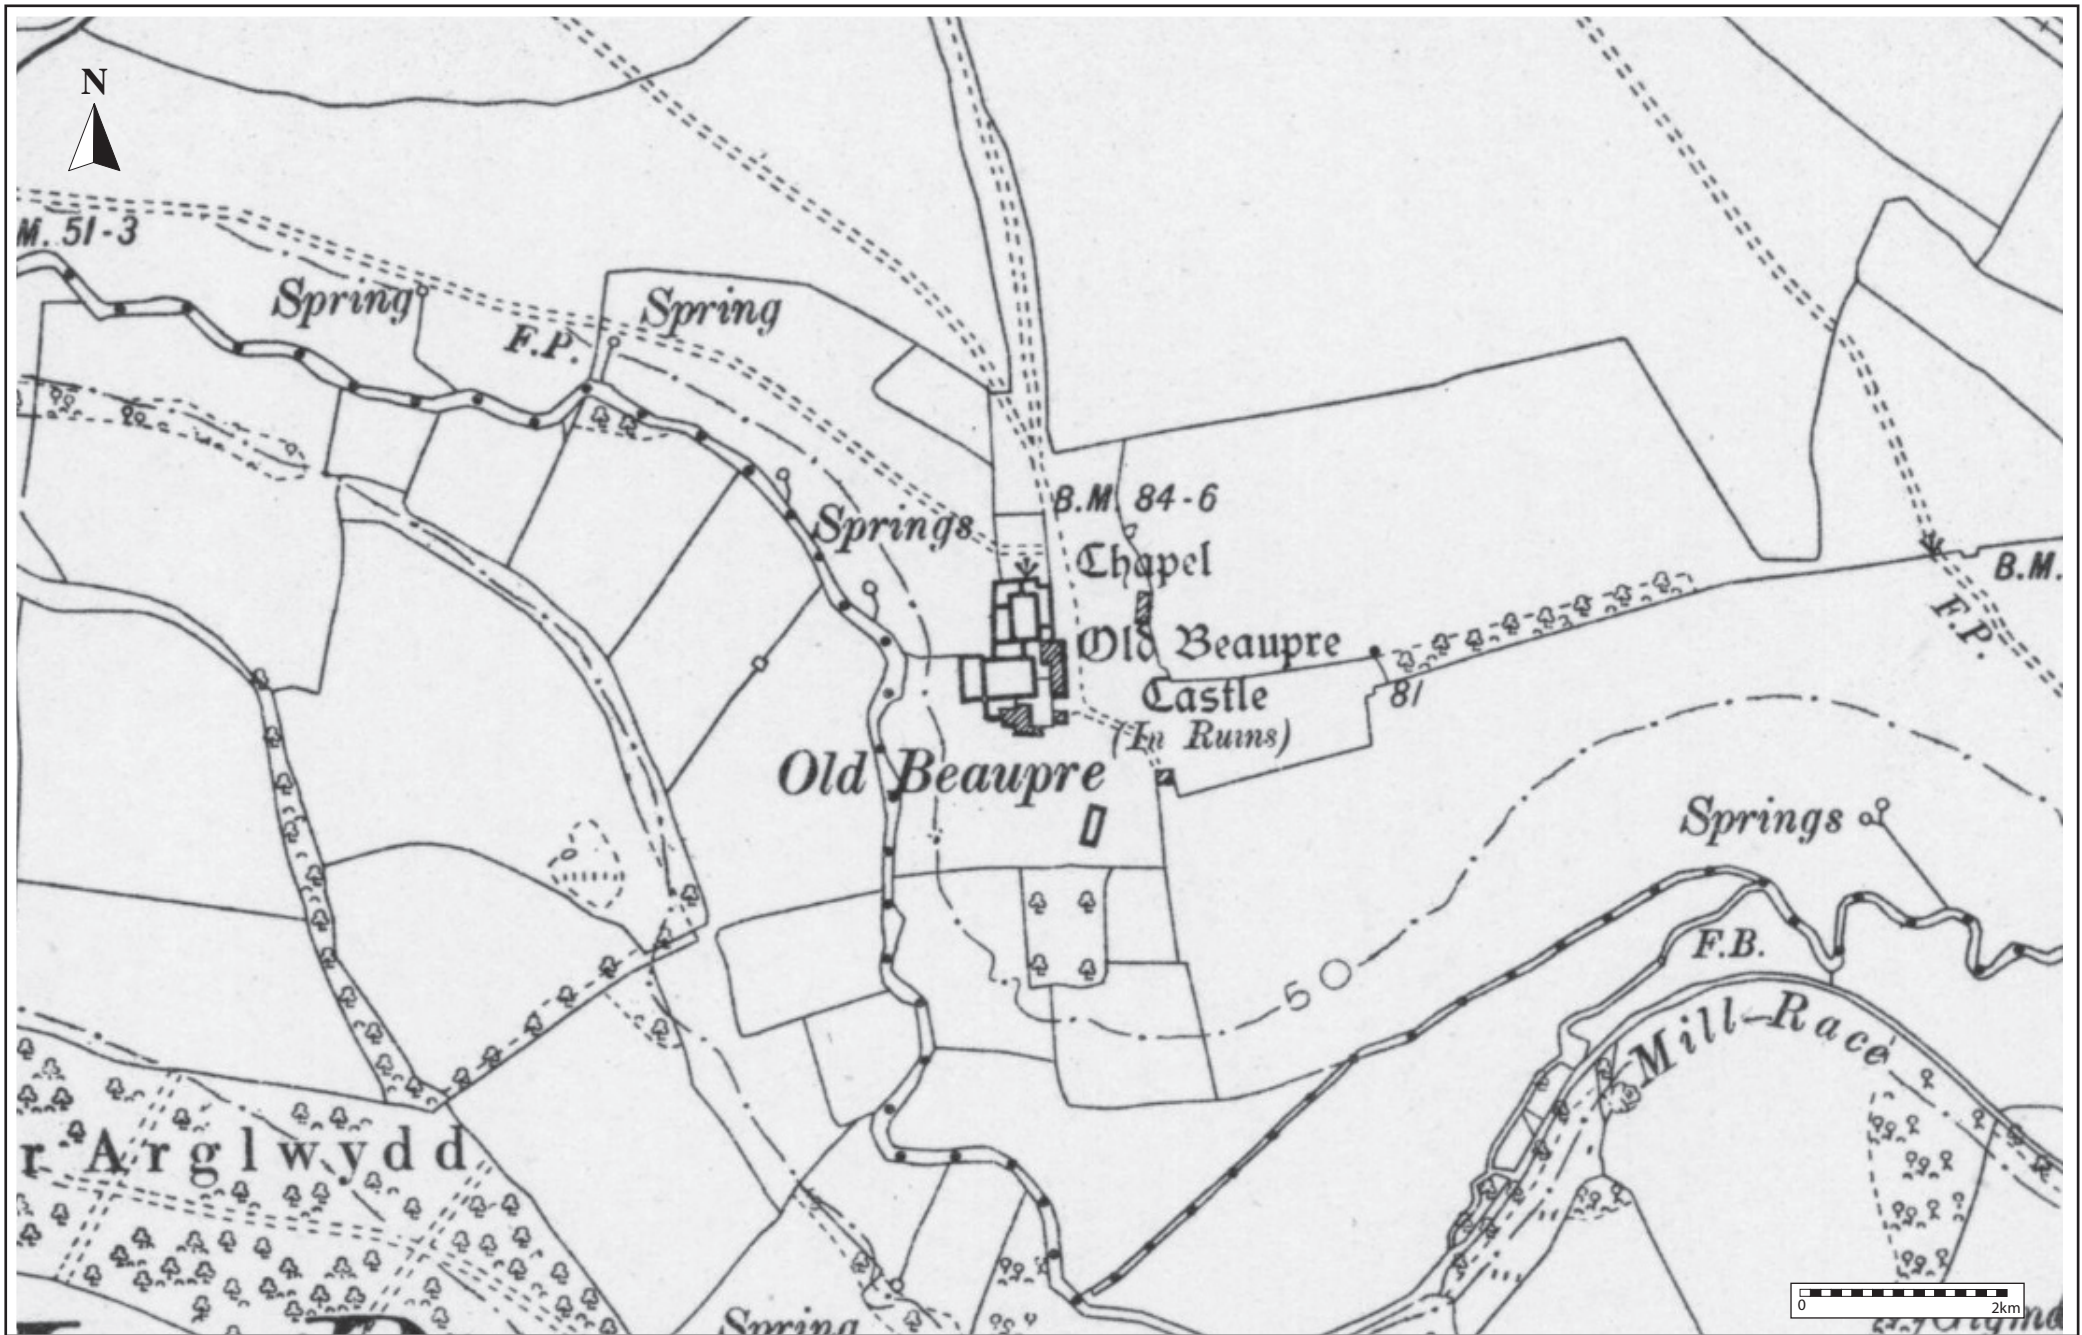 N
M. 51-3
Spring
Spring
F.P.
B.M. 84-6
Springs
Chapel
B.M.
F.P.
Old Beaupre
Castle
81
(In Ruins)
Old Beaupre
Springs
F.B.
50
Mill Race
r Arglwydd
0
2km
Spring